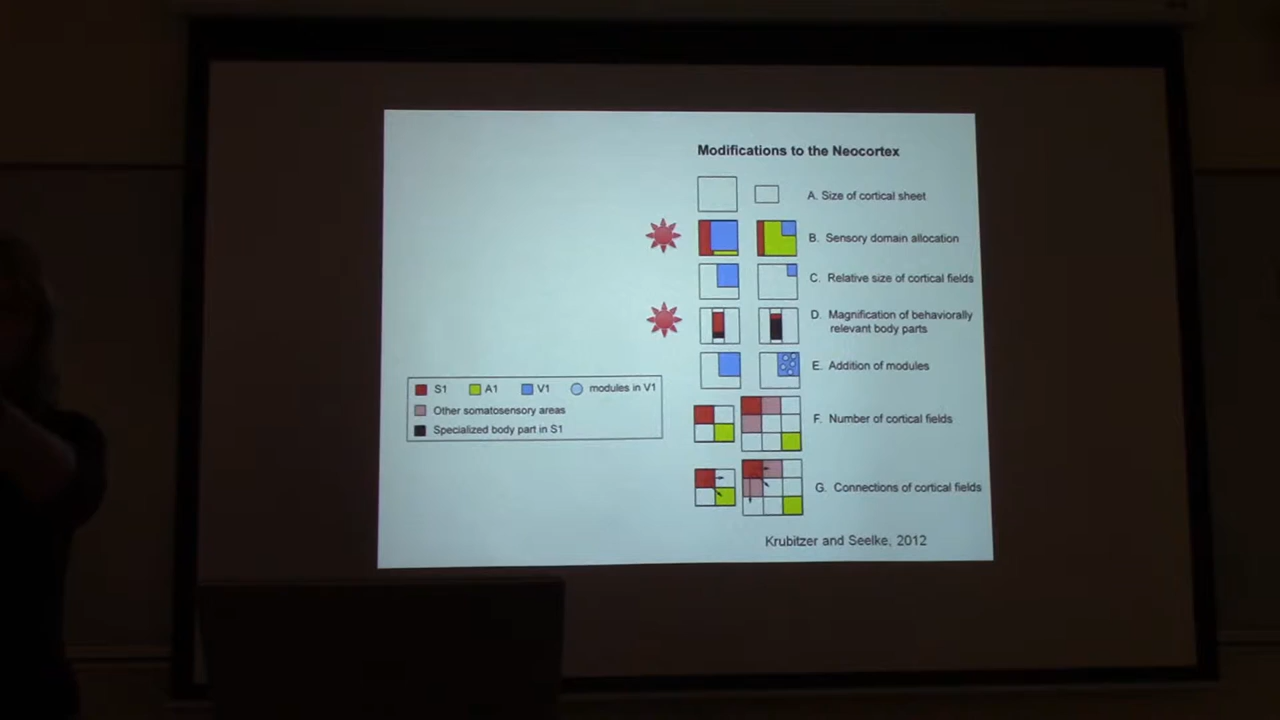 Modifications to the Neocortex
A. Size of cortical sheet
B. Sensory domain allocation
C. Relative size of cortical fields
D. Magnification of behaviorally
relevant body parts
E. Addition of modules
S1 A1 V1 modules in V1
Other somatosensory areas
Specialized body part in S1
F. Number of cortical fields
G. Connections of cortical fields
Krubitzer and Seelke, 2012